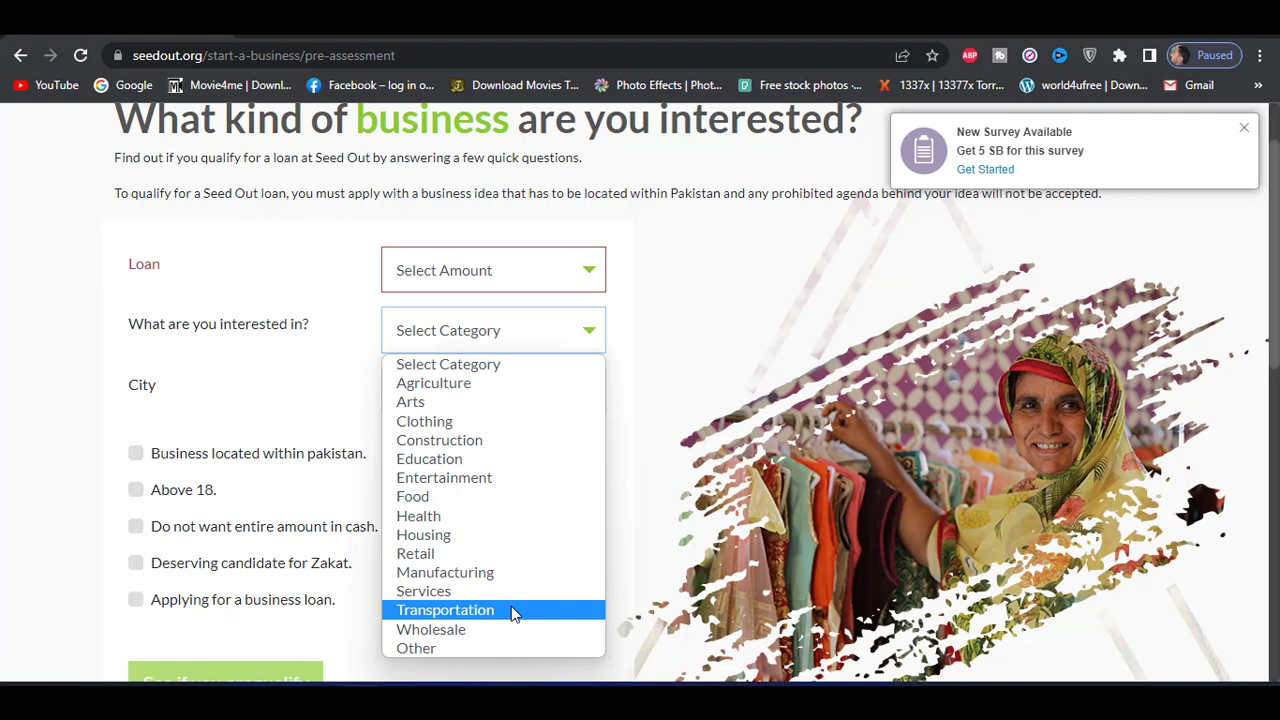 seedout.org/start-a-business/pre-assessment
ABP
Paused
YouTube
Google
Movie4me | Downl...
Facebook – log in o...
Download Movies T...
Photo Effects | Phot...
Free stock photos -...
1337x | 13377x Torr...
world4ufree | Downl...
Gmail
»
What kind of business are you interested?
Find out if you qualify for a loan at Seed Out by answering a few quick questions.
To qualify for a Seed Out loan, you must apply with a business idea that has to be located within Pakistan and any prohibited agenda behind your idea will not be accepted.
New Survey Available
Get 5 SB for this survey
Get Started
Loan
Select Amount
What are you interested in?
Select Category
Select Category
Agriculture
Arts
Clothing
Construction
Education
Entertainment
Food
Health
Housing
Retail
Manufacturing
Services
Transportation
Wholesale
Other
City
Business located within pakistan.
Above 18.
Do not want entire amount in cash.
Deserving candidate for Zakat.
Applying for a business loan.
See if you prequalify